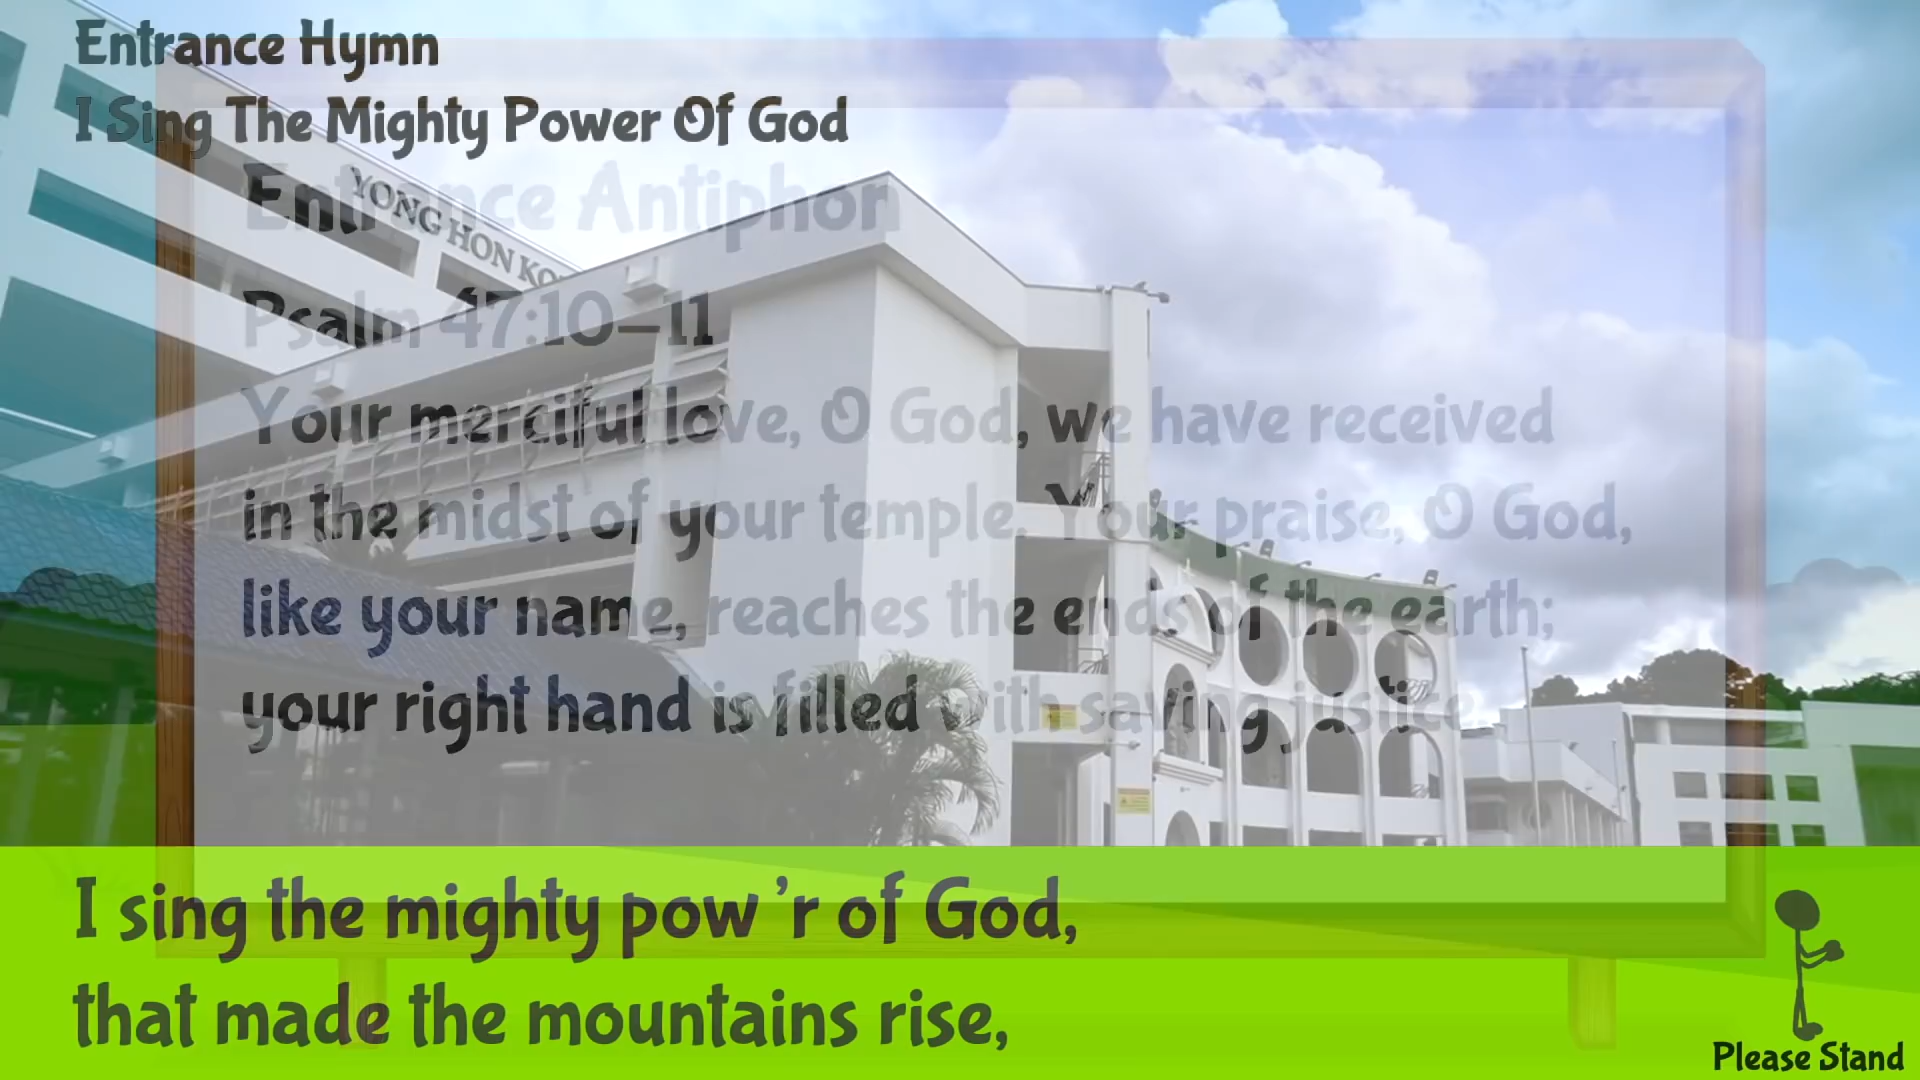 Entrance Hymn
I Sing The Mighty Power Of God
Entrance Antiphon
YONG HON
Psalm 47:10–11
Your merciful love, O God, we have received
in the midst of your temple. Your praise, O God,
like your name, reaches the ends of the earth;
your right hand is filled with saving justice.
I sing the mighty pow’r of God,
that made the mountains rise,
Please Stand